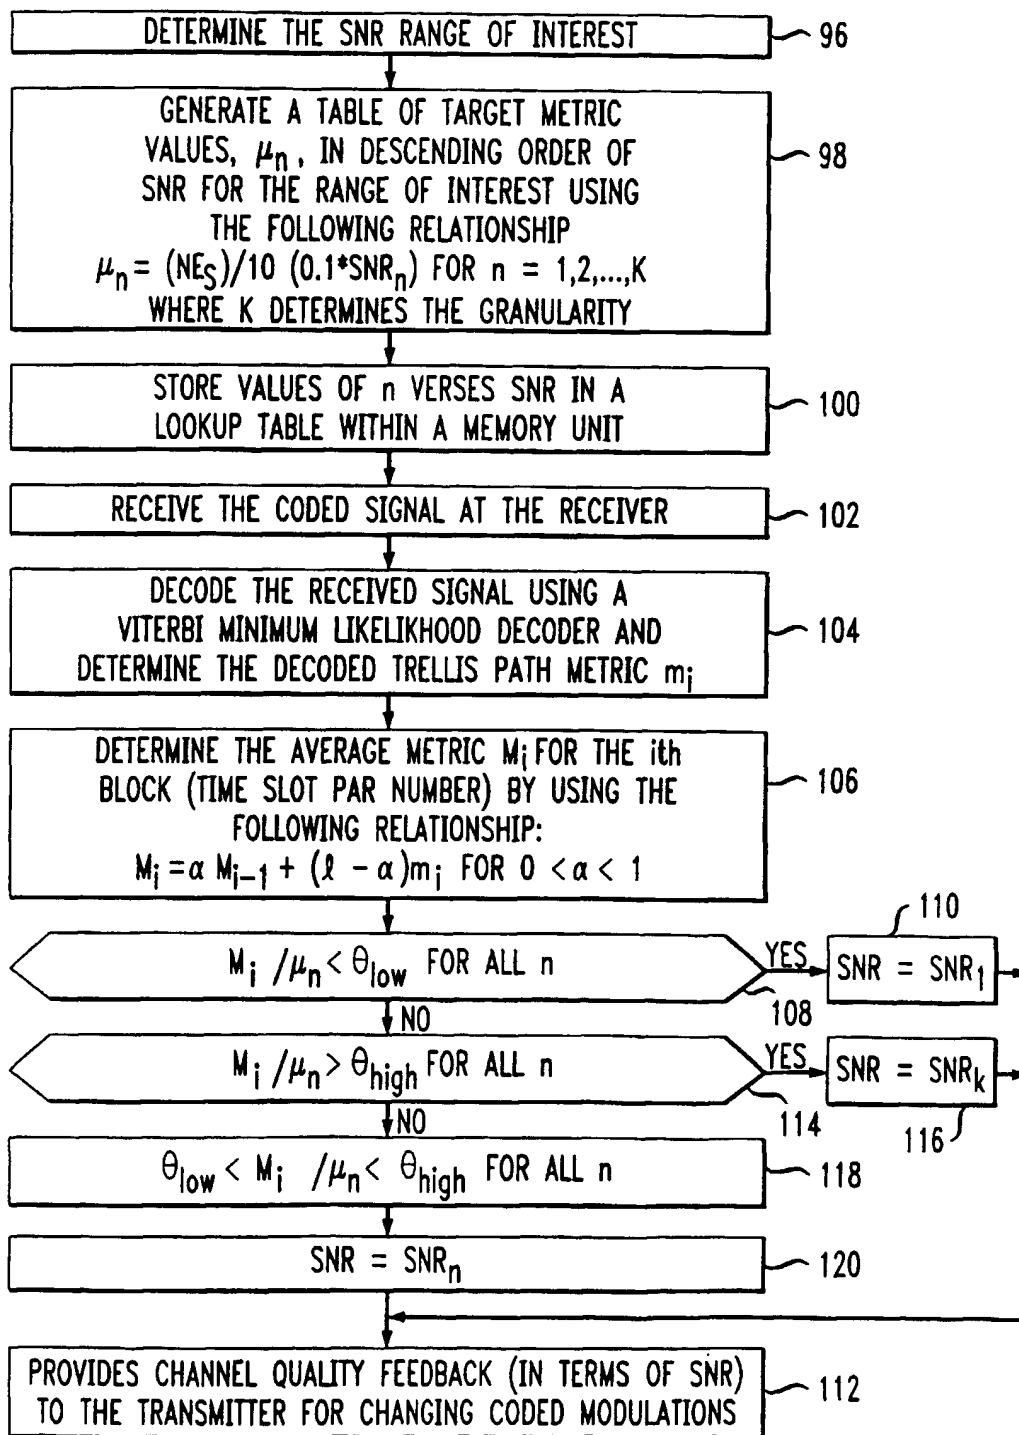 DETERMINE THE SNR RANGE OF INTEREST
96
GENERATE A TABLE OF TARGET METRIC
VALUES, μn, IN DESCENDING ORDER OF
SNR FOR THE RANGE OF INTEREST USING
THE FOLLOWING RELATIONSHIP
μn = (NES)/10 (0.1*SNRn) FOR n = 1,2,...,K
WHERE K DETERMINES THE GRANULARITY
98
STORE VALUES OF n VERSES SNR IN A
LOOKUP TABLE WITHIN A MEMORY UNIT
100
RECEIVE THE CODED SIGNAL AT THE RECEIVER
102
DECODE THE RECEIVED SIGNAL USING A
VITERBI MINIMUM LIKELIKHOOD DECODER AND
DETERMINE THE DECODED TRELLIS PATH METRIC mi
104
DETERMINE THE AVERAGE METRIC Mi FOR THE ith
BLOCK (TIME SLOT PAR NUMBER) BY USING THE
FOLLOWING RELATIONSHIP:
Mi = α Mi-1 + (ℓ - α)mi FOR 0 < α < 1
106
Mi /μn < θlow FOR ALL n
108
YES
SNR = SNR1
110
NO
Mi /μn > θhigh FOR ALL n
114
YES
SNR = SNRk
116
NO
θlow < Mi /μn < θhigh FOR ALL n
118
SNR = SNRn
120
PROVIDES CHANNEL QUALITY FEEDBACK (IN TERMS OF SNR)
TO THE TRANSMITTER FOR CHANGING CODED MODULATIONS
112